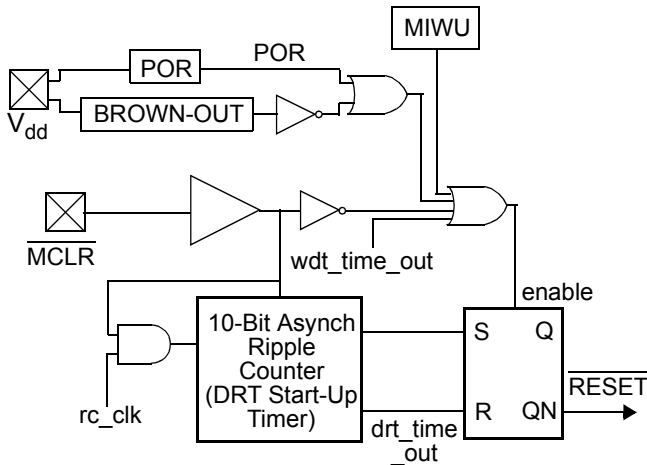 MIWU
POR
POR
BROWN-OUT
Vdd
MCLR
wdt_time_out
enable
10-Bit Asynch
Ripple
Counter
(DRT Start-Up
Timer)
rc_clk
S Q
R QN
RESET
drt_time
_out